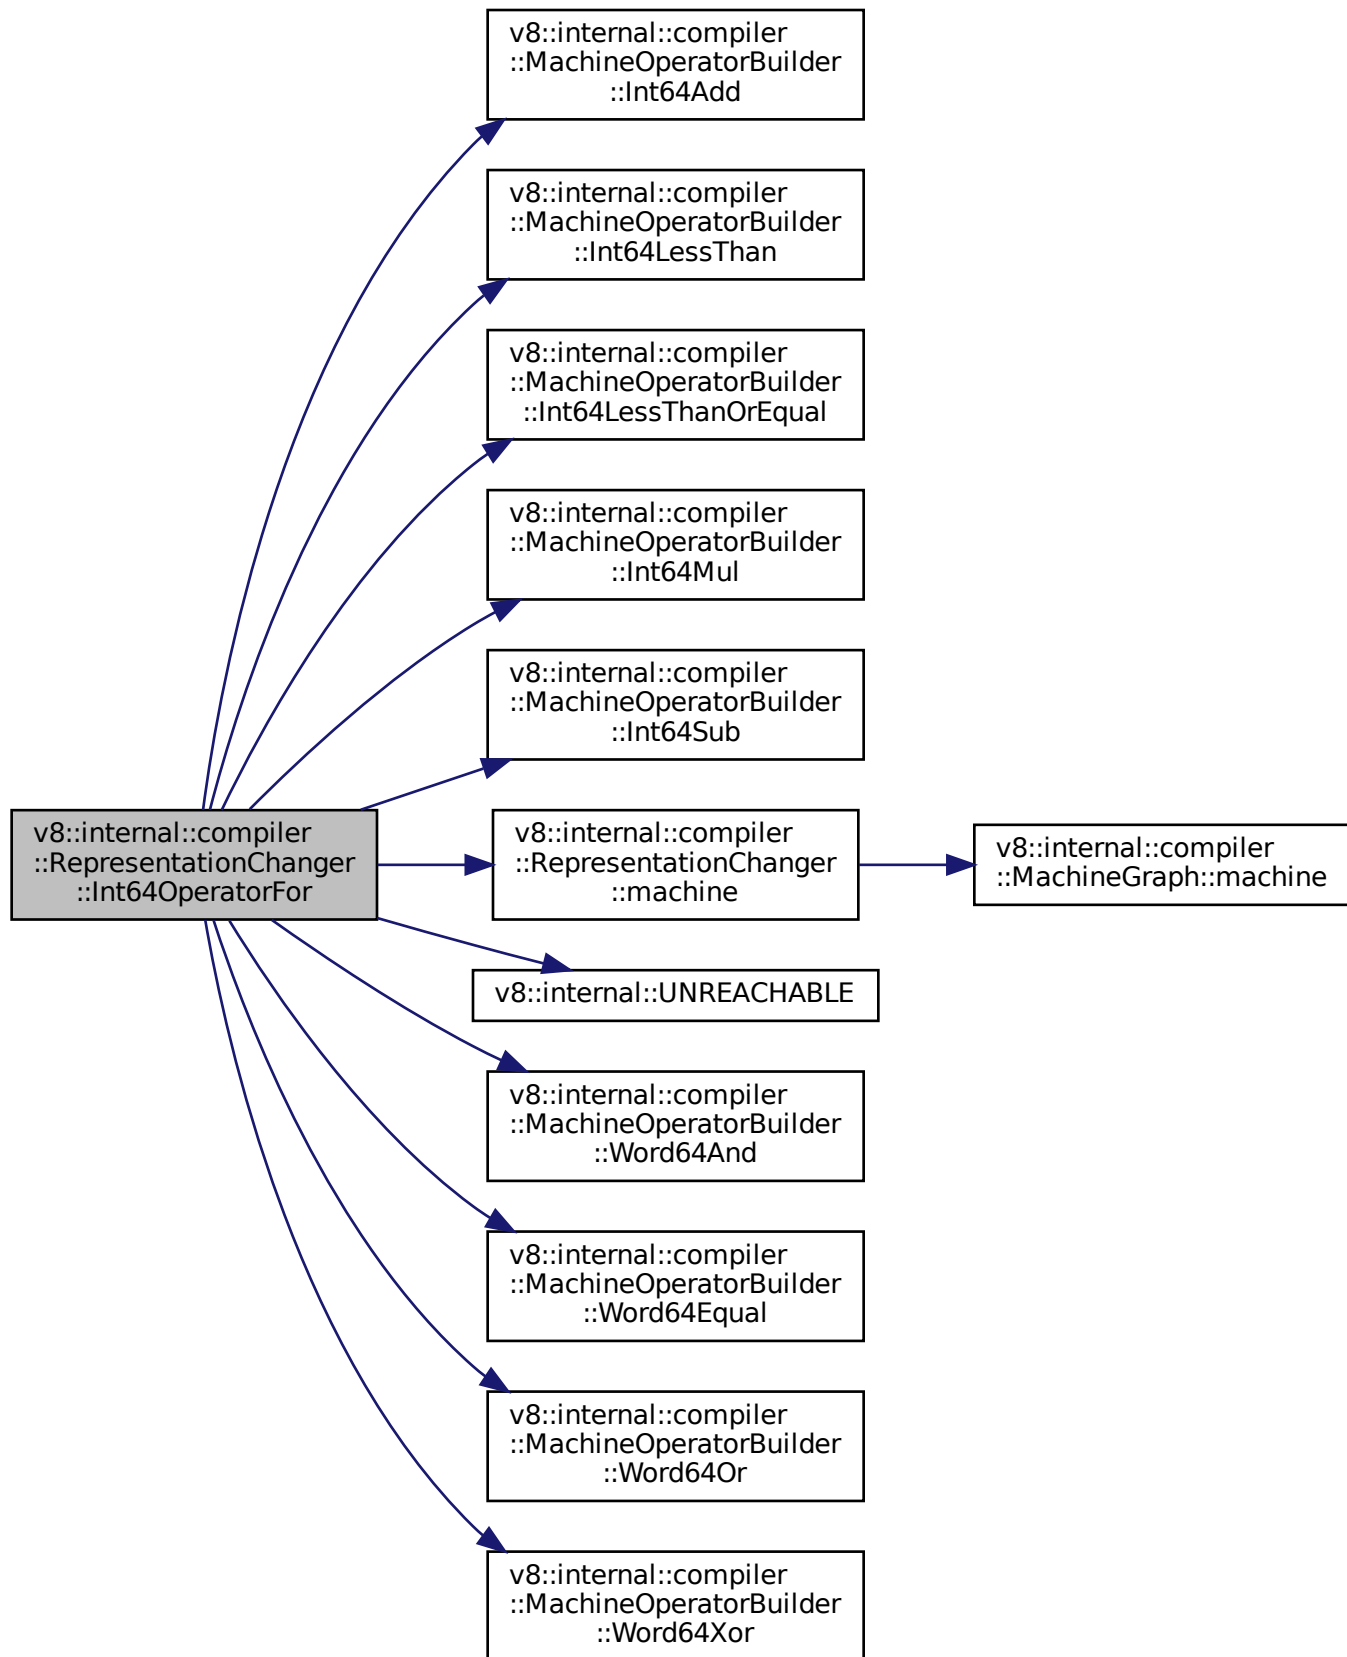 v8::internal::compiler
::MachineOperatorBuilder
::Int64Add
v8::internal::compiler
::MachineOperatorBuilder
::Int64LessThan
v8::internal::compiler
::MachineOperatorBuilder
::Int64LessThanOrEqual
v8::internal::compiler
::MachineOperatorBuilder
::Int64Mul
v8::internal::compiler
::MachineOperatorBuilder
::Int64Sub
v8::internal::compiler
::RepresentationChanger
::Int64OperatorFor
v8::internal::compiler
::RepresentationChanger
::machine
v8::internal::compiler
::MachineGraph::machine
v8::internal::UNREACHABLE
v8::internal::compiler
::MachineOperatorBuilder
::Word64And
v8::internal::compiler
::MachineOperatorBuilder
::Word64Equal
v8::internal::compiler
::MachineOperatorBuilder
::Word64Or
v8::internal::compiler
::MachineOperatorBuilder
::Word64Xor